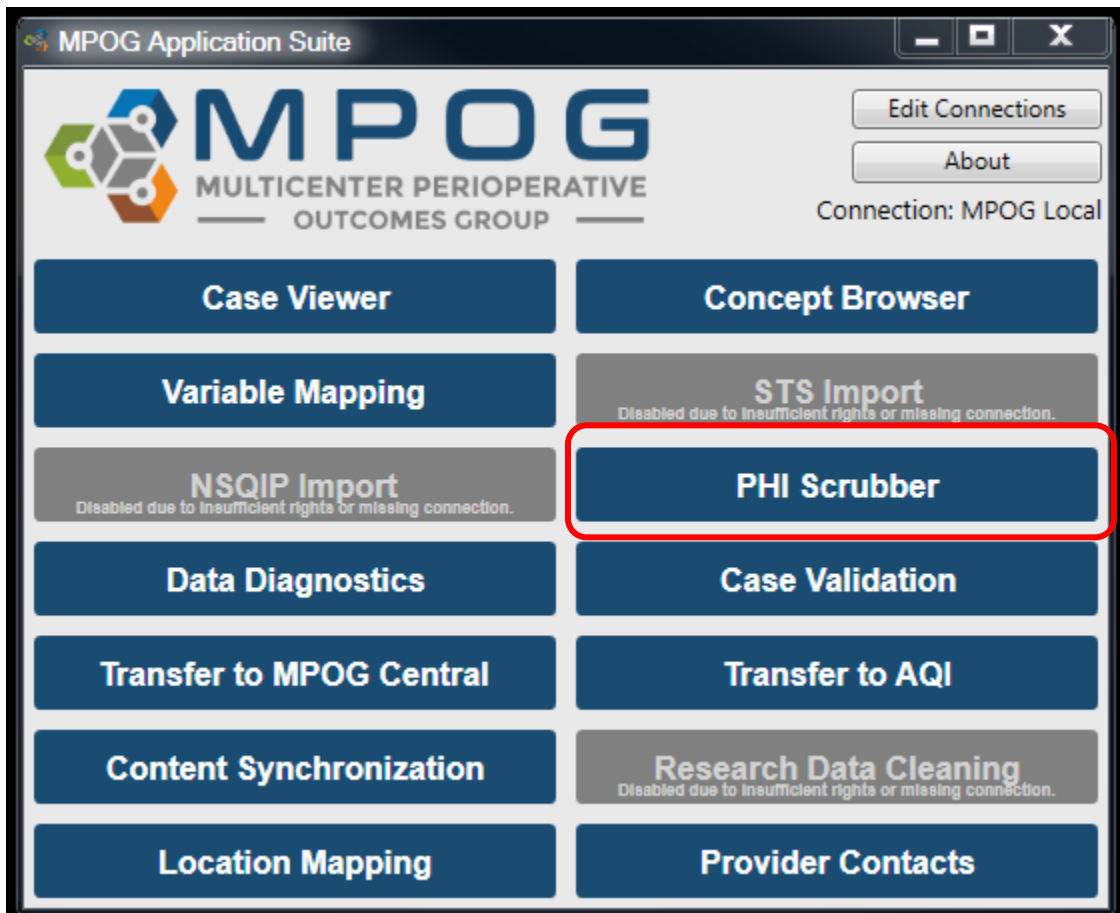 MPOG Application Suite
X
MPOG
MULTICENTER PERIOPERATIVE
OUTCOMES GROUP
Edit Connections
About
Connection: MPOG Local
Case Viewer
Concept Browser
Variable Mapping
STS Import
Disabled due to insufficient rights or missing connection.
NSQIP Import
Disabled due to insufficient rights or missing connection.
PHI Scrubber
Data Diagnostics
Case Validation
Transfer to MPOG Central
Transfer to AQI
Content Synchronization
Research Data Cleaning
Disabled due to insufficient rights or missing connection.
Location Mapping
Provider Contacts